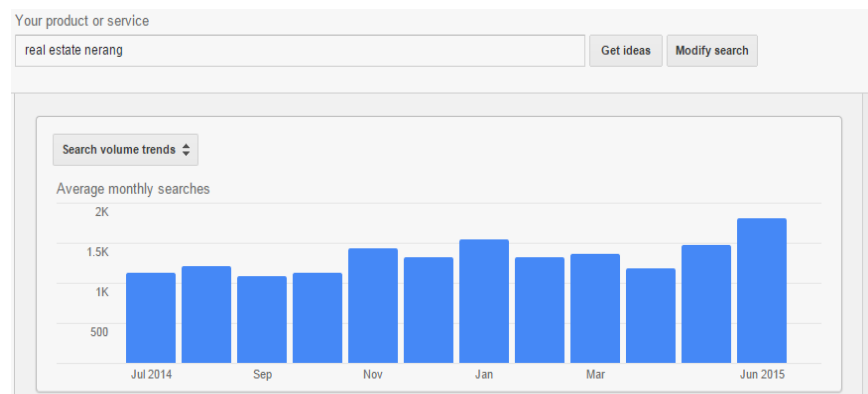 Your product or service
real estate nerang Get ideas Modify search
Search volume trends
Average monthly searches
2K
1.5K
1K
500
Jul 2014 Sep Nov Jan Mar Jun 2015